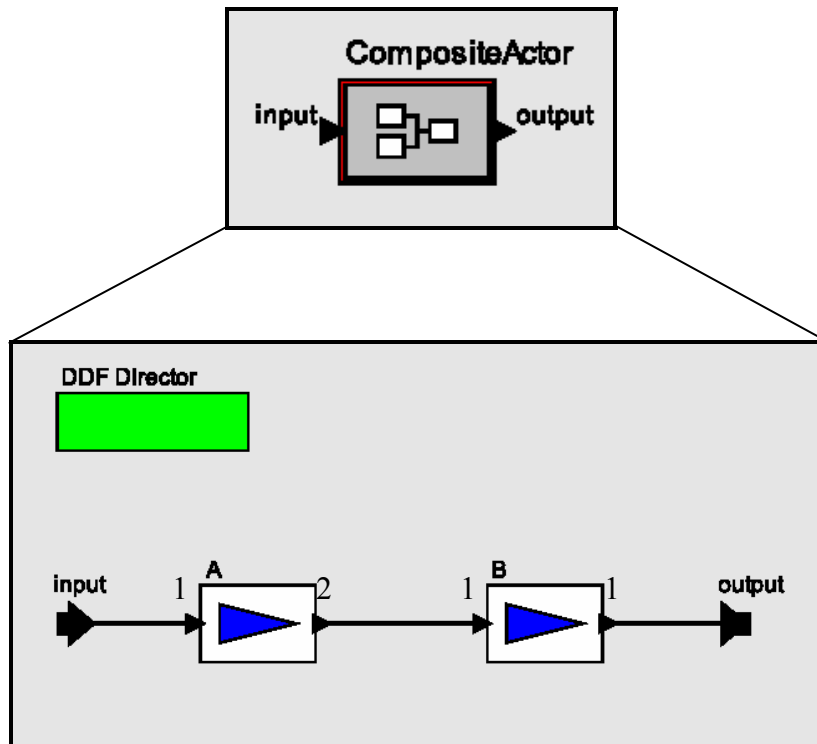 CompositeActor
input output
DDF Director
input 1 A 2 1 B 1 output